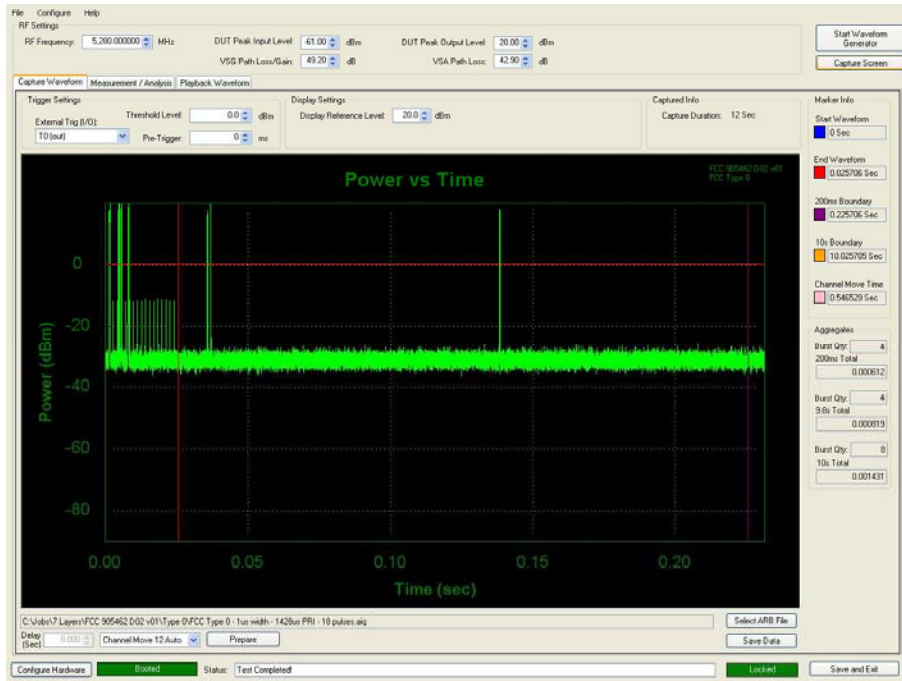 File Configure Help
RF Settings
RF Frequency: 5,280.000000 MHz
DUT Peak Input Level: -61.00 dBm
DUT Peak Output Level: 20.00 dBm
VSG Path Loss/Gain: 49.20 dB
VSA Path Loss: 42.90 dB
Start Waveform Generator
Capture Screen
Capture Waveform Measurement / Analysis Playback Waveform
Trigger Settings
External Trig (I/O): T0 (out)
Threshold Level: 0.0 dBm
Pre-Trigger: 0 ms
Display Settings
Display Reference Level: 20.0 dBm
Captured Info
Capture Duration: 12 Sec
Marker Info
Start Waveform
0 Sec
End Waveform
0.025706 Sec
200ms Boundary
0.225706 Sec
10s Boundary
10.025705 Sec
Channel Move Time
0.546529 Sec
Aggregates
Burst Qty: 4
200ms Total
0.000612
Burst Qty: 4
9.8s Total
0.000819
Burst Qty: 8
10s Total
0.001431
Power vs Time
FCC 905462 D02 v01
FCC Type 0
Power (dBm)
0
-20
-40
-60
-80
0.00 0.05 0.10 0.15 0.20
Time (sec)
C:\Jobs\7 Layers\FCC 905462 D02 v01\Type 0\FCC Type 0 - 1us width - 1428us PRI - 18 pulses.aiq
Select ARB File
Delay (Sec) 0.000 Channel Move 12 Auto Prepare
Save Data
Configure Hardware Booted Status: Test Completed! Locked Save and Exit